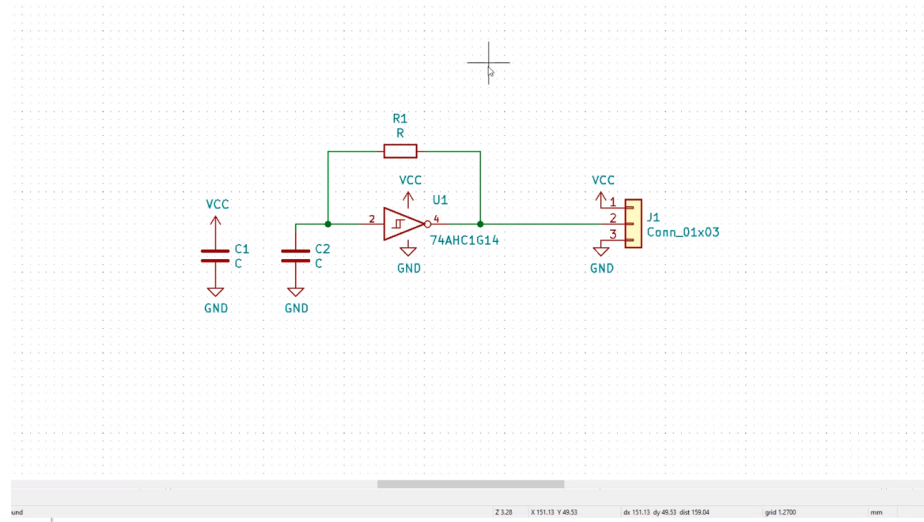 R1
R
VCC
U1
2
4
74AHC1G14
GND
VCC
C1
C
GND
C2
C
GND
VCC
1
2
3
J1
Conn_01x03
GND
und
Z 3.28
X 151.13 Y 49.53
dx 151.13 dy 49.53 dist 159.04
grid 1.2700
mm